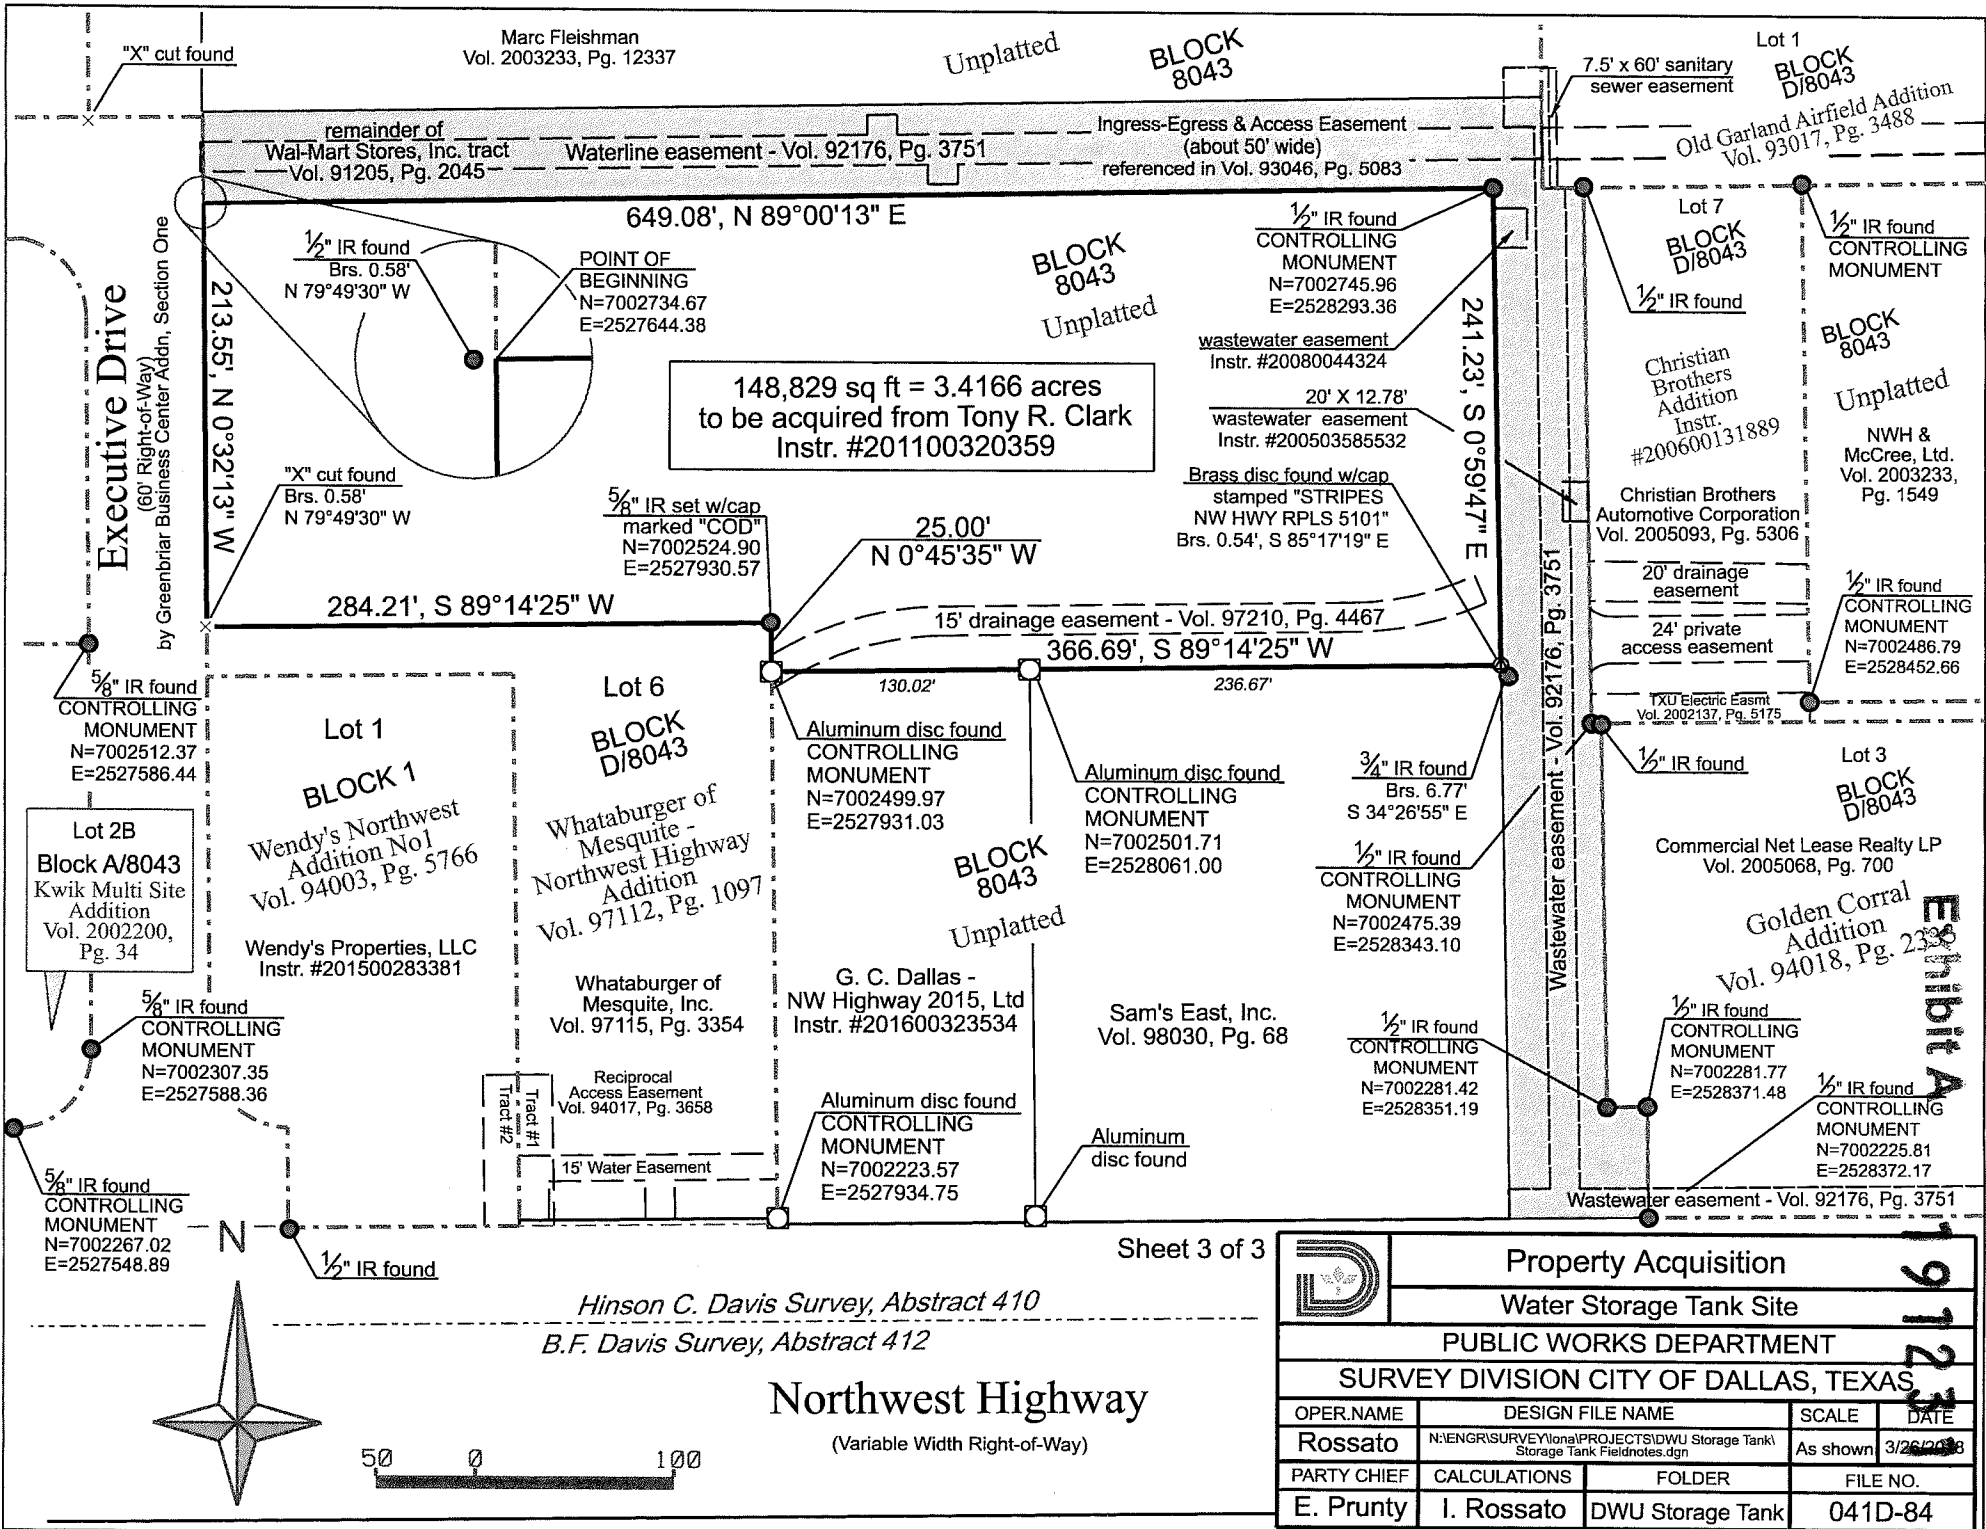 "X" cut found
Marc Fleishman
Vol. 2003233, Pg. 12337
Unplatted
BLOCK
8043
7.5' x 60' sanitary
sewer easement
Lot 1
BLOCK
D/8043
Old Garland Airfield Addition
Vol. 93017, Pg. 3488
remainder of
Wal-Mart Stores, Inc. tract
Vol. 91205, Pg. 2045
Waterline easement - Vol. 92176, Pg. 3751
Ingress-Egress & Access Easement
(about 50' wide)
referenced in Vol. 93046, Pg. 5083
649.08', N 89°00'13" E
Executive Drive
(60' Right-of-Way)
by Greenbriar Business Center Addn, Section One
213.55', N 0°32'13" W
1/2" IR found
Brs. 0.58'
N 79°49'30" W
POINT OF
BEGINNING
N=7002734.67
E=2527644.38
BLOCK
8043
Unplatted
1/2" IR found
CONTROLLING
MONUMENT
N=7002745.96
E=2528293.36
wastewater easement
Instr. #20080044324
20' X 12.78'
wastewater easement
Instr. #200503585532
Brass disc found w/cap
stamped "STRIPES
NW HWY RPLS 5101"
Brs. 0.54', S 85°17'19" E
241.23', S 0°59'47" E
Lot 7
BLOCK
D/8043
1/2" IR found
CONTROLLING
MONUMENT
1/2" IR found
BLOCK
8043
Unplatted
Christian
Brothers
Addition
Instr.
#200600131889
NWH &
McCree, Ltd.
Vol. 2003233,
Pg. 1549
Christian Brothers
Automotive Corporation
Vol. 2005093, Pg. 5306
148,829 sq ft = 3.4166 acres
to be acquired from Tony R. Clark
Instr. #201100320359
"X" cut found
Brs. 0.58'
N 79°49'30" W
5/8" IR set w/cap
marked "COD"
N=7002524.90
E=2527930.57
25.00'
N 0°45'35" W
284.21', S 89°14'25" W
15' drainage easement - Vol. 97210, Pg. 4467
366.69', S 89°14'25" W
130.02'
236.67'
20' drainage
easement
24' private
access easement
TXU Electric Easmt
Vol. 2002137, Pg. 5175
1/2" IR found
CONTROLLING
MONUMENT
N=7002486.79
E=2528452.66
5/8" IR found
CONTROLLING
MONUMENT
N=7002512.37
E=2527586.44
Lot 1
BLOCK 1
Wendy's Northwest
Addition No1
Vol. 94003, Pg. 5766
Wendy's Properties, LLC
Instr. #201500283381
Lot 6
BLOCK
D/8043
Whataburger of
Mesquite -
Northwest Highway
Addition
Vol. 97112, Pg. 1097
Whataburger of
Mesquite, Inc.
Vol. 97115, Pg. 3354
Aluminum disc found
CONTROLLING
MONUMENT
N=7002499.97
E=2527931.03
Aluminum disc found
CONTROLLING
MONUMENT
N=7002501.71
E=2528061.00
3/4" IR found
Brs. 6.77'
S 34°26'55" E
1/2" IR found
CONTROLLING
MONUMENT
N=7002475.39
E=2528343.10
Wastewater easement - Vol. 92176, Pg. 3751
1/2" IR found
Lot 3
BLOCK
D/8043
Commercial Net Lease Realty LP
Vol. 2005068, Pg. 700
Golden Corral
Addition
Vol. 94018, Pg.
Exhibit A
Lot 2B
Block A/8043
Kwik Multi Site
Addition
Vol. 2002200,
Pg. 34
BLOCK
8043
Unplatted
G. C. Dallas -
NW Highway 2015, Ltd
Instr. #201600323534
Sam's East, Inc.
Vol. 98030, Pg. 68
5/8" IR found
CONTROLLING
MONUMENT
N=7002307.35
E=2527588.36
1/2" IR found
CONTROLLING
MONUMENT
N=7002281.42
E=2528351.19
1/2" IR found
CONTROLLING
MONUMENT
N=7002281.77
E=2528371.48
1/2" IR found
CONTROLLING
MONUMENT
N=7002225.81
E=2528372.17
Reciprocal
Access Easement
Vol. 94017, Pg. 3658
Tract #1
Tract #2
15' Water Easement
Aluminum disc found
CONTROLLING
MONUMENT
N=7002223.57
E=2527934.75
Aluminum
disc found
Wastewater easement - Vol. 92176, Pg. 3751
5/8" IR found
CONTROLLING
MONUMENT
N=7002267.02
E=2527548.89
N
1/2" IR found
Sheet 3 of 3
Hinson C. Davis Survey, Abstract 410
B.F. Davis Survey, Abstract 412
Northwest Highway
(Variable Width Right-of-Way)
50 0 100
191233
Property Acquisition
Water Storage Tank Site
PUBLIC WORKS DEPARTMENT
SURVEY DIVISION CITY OF DALLAS, TEXAS
OPER.NAME DESIGN FILE NAME SCALE DATE
Rossato N:\ENGR\SURVEY\Iona\PROJECTS\DWU Storage Tank\
Storage Tank Fieldnotes.dgn
As shown 3/26/2018
PARTY CHIEF CALCULATIONS FOLDER FILE NO.
E. Prunty I. Rossato DWU Storage Tank 041D-84